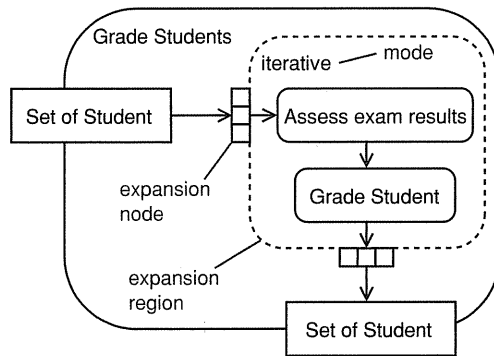 Grade Students
iterative
mode
Set of Student
Assess exam results
expansion
node
Grade Student
expansion
region
Set of Student